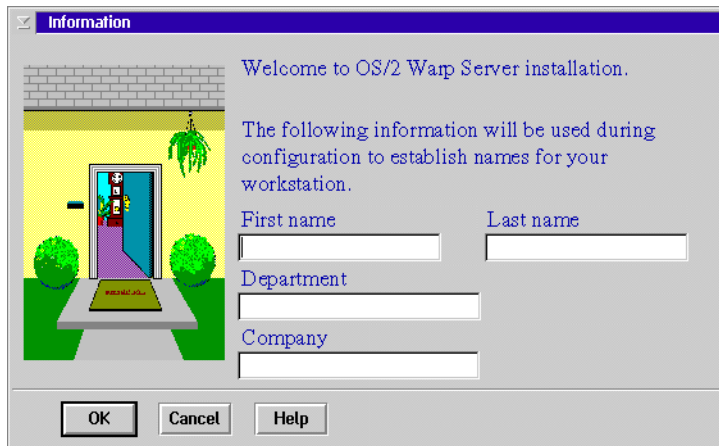 Information
Welcome to OS/2 Warp Server installation.
The following information will be used during
configuration to establish names for your
workstation.
First name Last name
Department
Company
OK Cancel Help